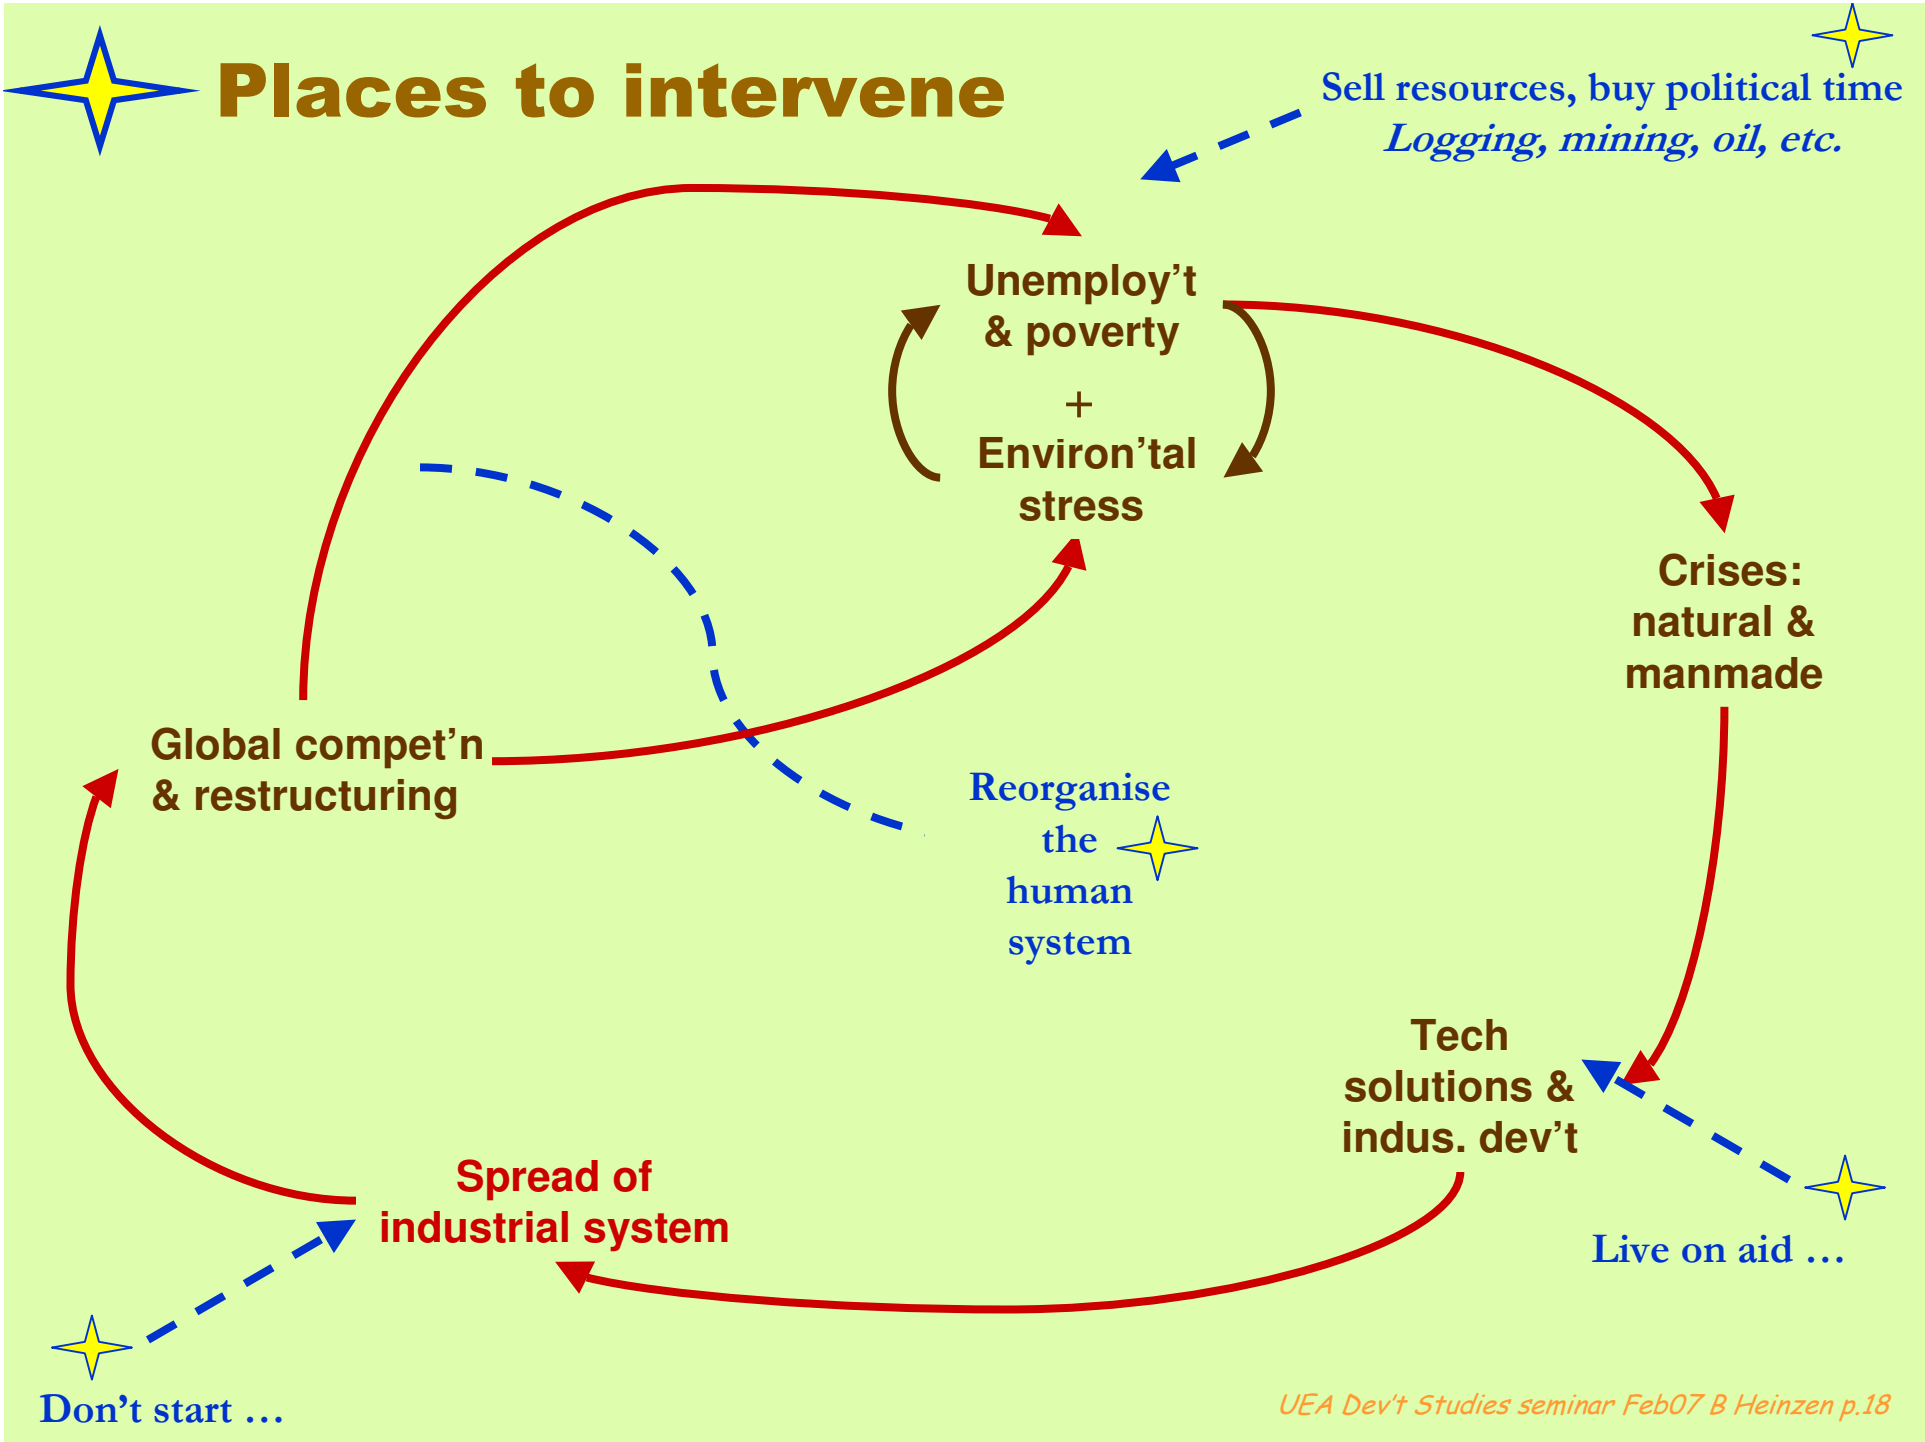 Places to intervene
Sell resources, buy political time
Logging, mining, oil, etc.
Unemploy’t
& poverty
+
Environ’tal
stress
Crises:
natural &
manmade
Global compet’n
& restructuring
Reorganise
the
human
system
Tech
solutions &
indus. dev’t
Spread of
industrial system
Live on aid …
Don’t start …
UEA Dev’t Studies seminar Feb07 B Heinzen p.18